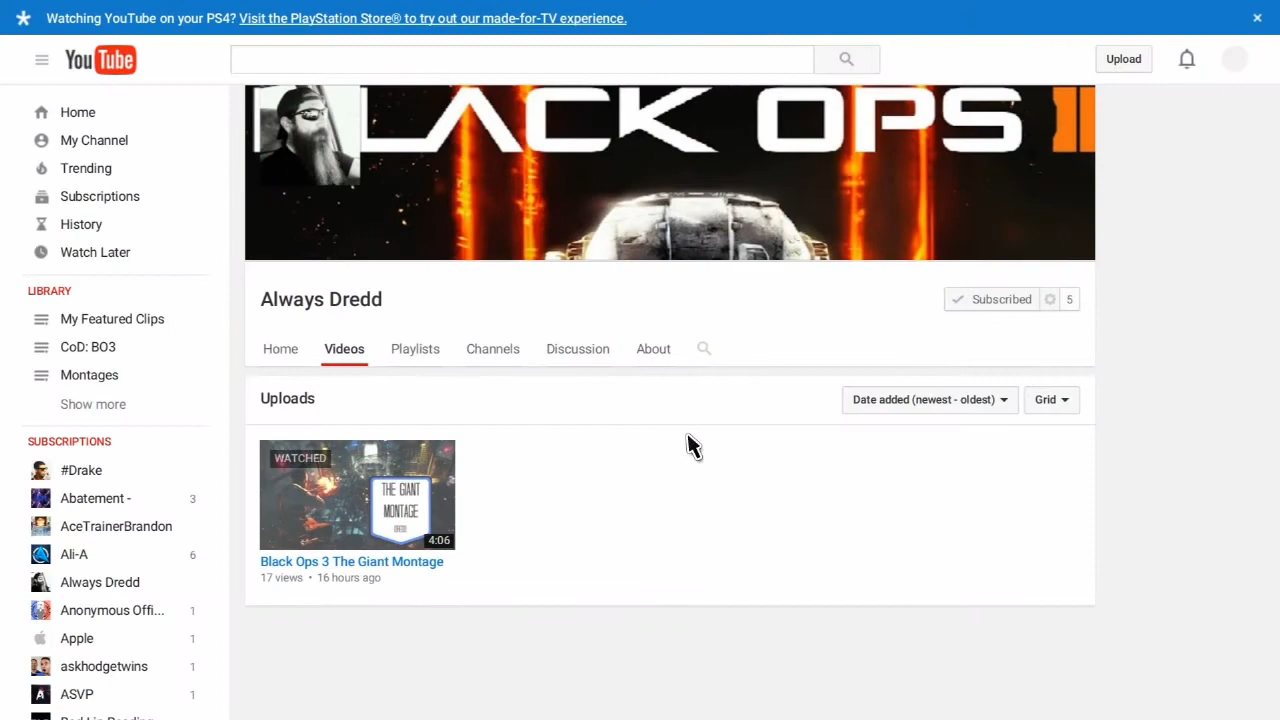 Watching YouTube on your PS4? Visit the PlayStation Store® to try out our made-for-TV experience.
YouTube
Upload
Home
My Channel
Trending
Subscriptions
History
Watch Later
LIBRARY
My Featured Clips
CoD: BO3
Montages
Show more
SUBSCRIPTIONS
#Drake
Abatement - 3
AceTrainerBrandon
Ali-A 6
Always Dredd
Anonymous Offi... 1
Apple 1
askhodgetwins 1
ASVP 1
LACK OPS
Always Dredd
Subscribed 5
Home Videos Playlists Channels Discussion About
Uploads
Date added (newest - oldest) Grid
WATCHED
THE GIANT
MONTAGE
DREDD
4:06
Black Ops 3 The Giant Montage
17 views • 16 hours ago